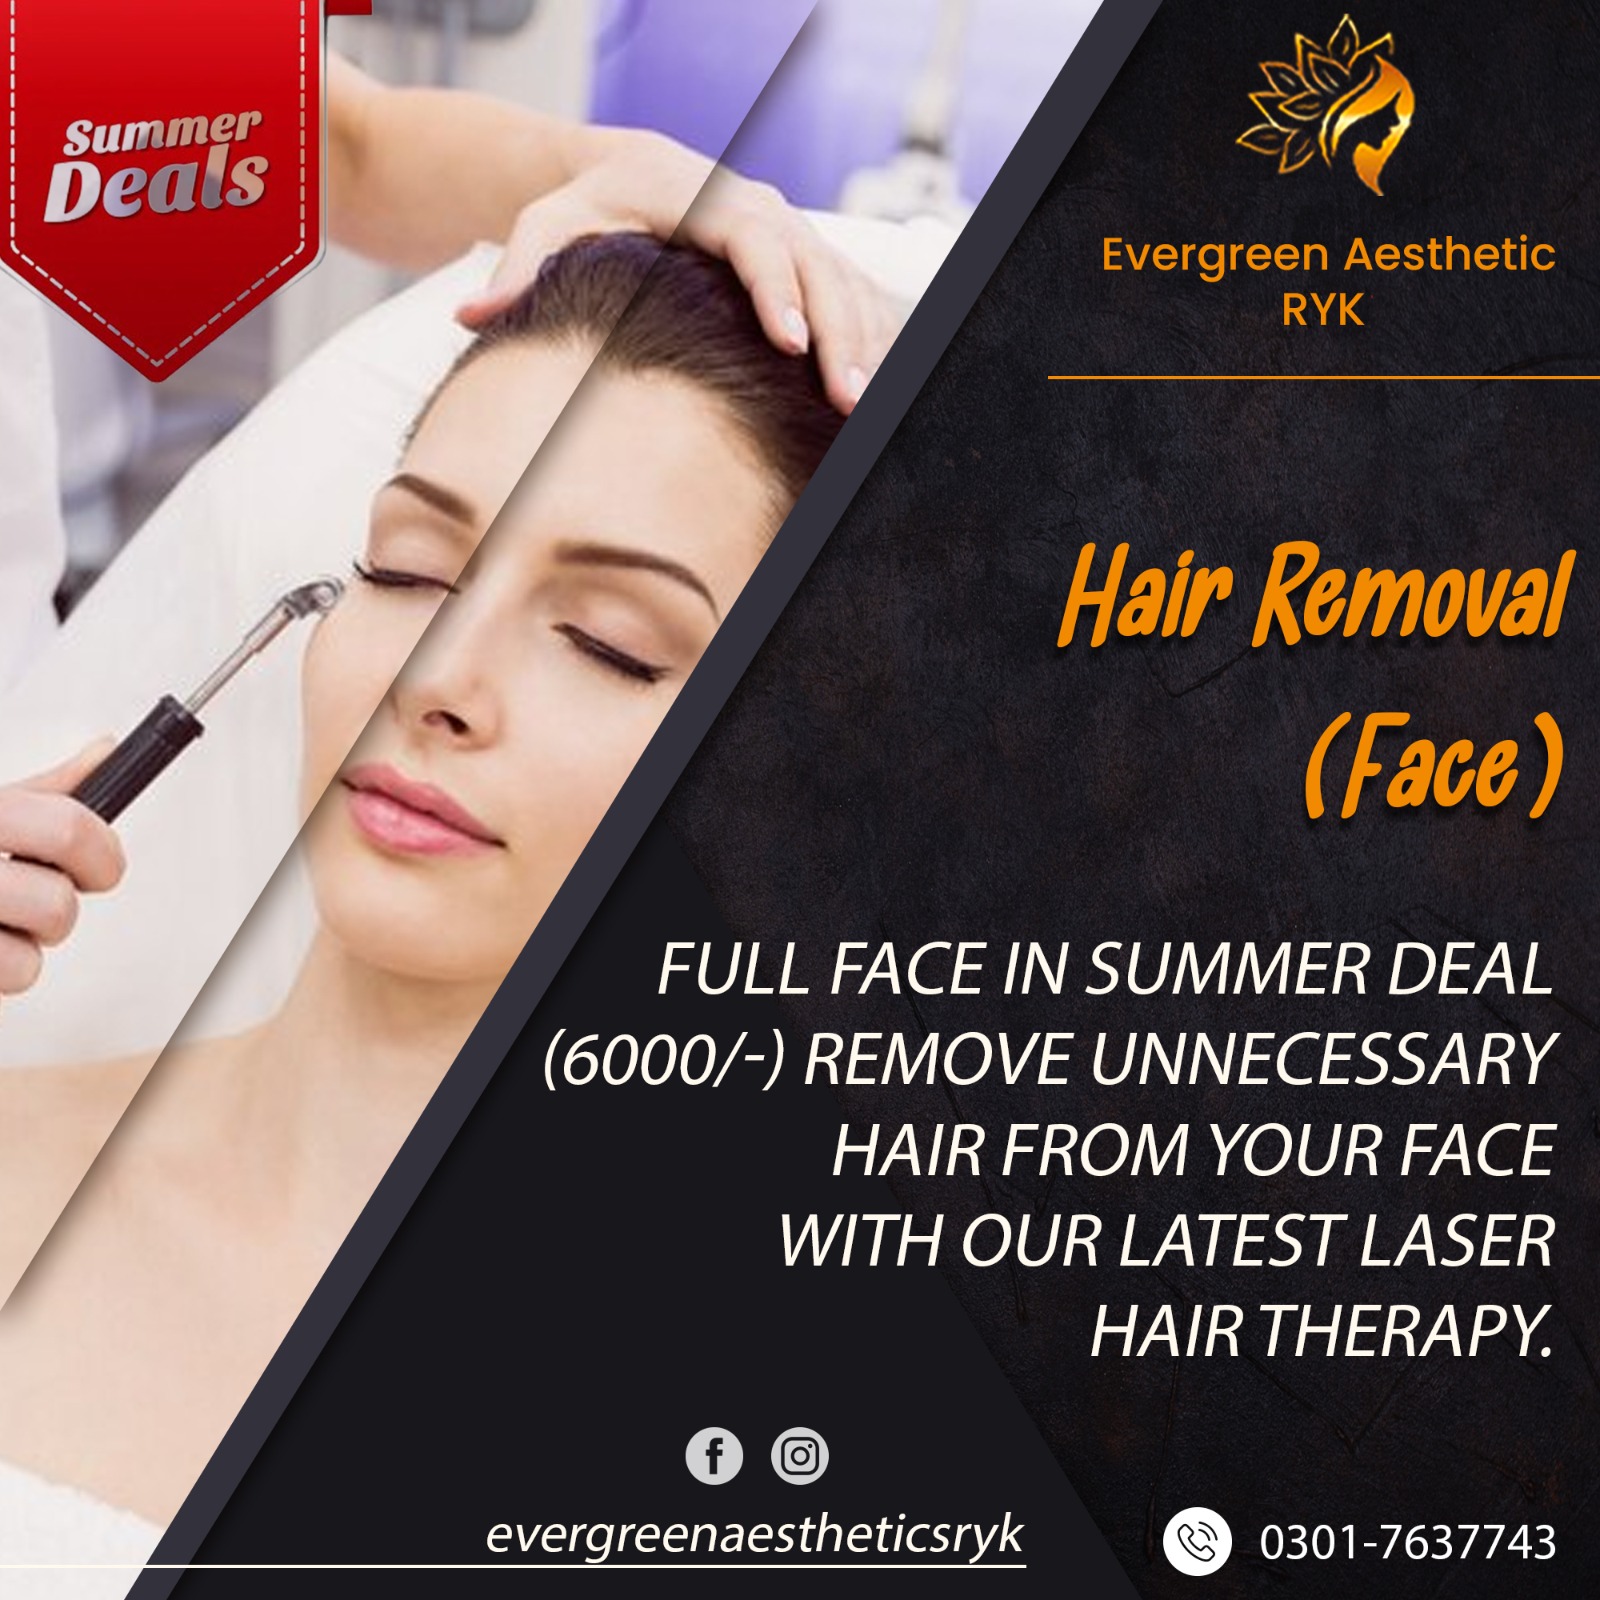 Summer
Deals
Evergreen Aesthetic
RYK
Hair Removal
(Face)
FULL FACE IN SUMMER DEAL
(6000/-) REMOVE UNNECESSARY
HAIR FROM YOUR FACE
WITH OUR LATEST LASER
HAIR THERAPY.
evergreenaestheticsryk
0301-7637743